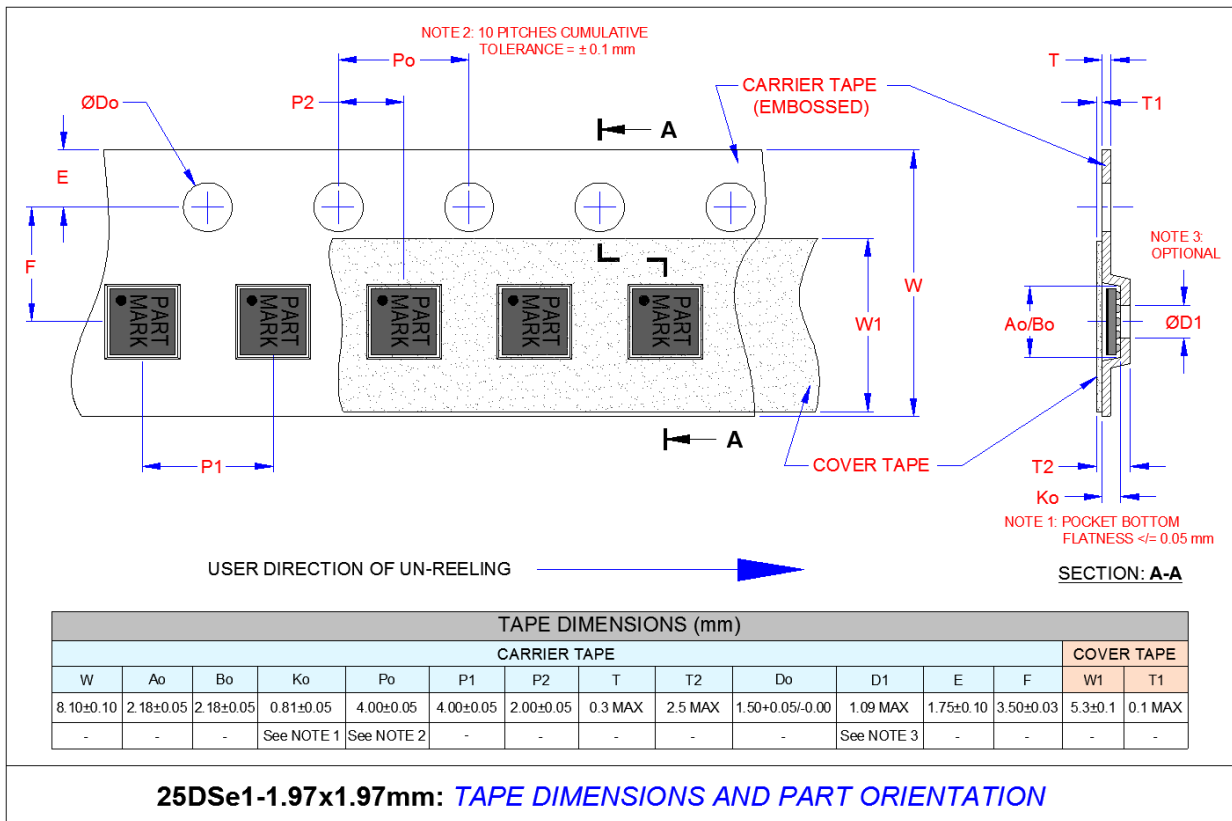 NOTE 2: 10 PITCHES CUMULATIVE
TOLERANCE = ± 0.1 mm
Po
P2
ØDo
E
F
A
CARRIER TAPE
(EMBOSSED)
T
T1
NOTE 3:
OPTIONAL
W
W1
Ao/Bo
ØD1
PART
MARK
PART
MARK
PART
MARK
PART
MARK
PART
MARK
A
P1
COVER TAPE
T2
Ko
NOTE 1: POCKET BOTTOM
FLATNESS </= 0.05 mm
USER DIRECTION OF UN-REELING
SECTION: A-A
TAPE DIMENSIONS (mm)
CARRIER TAPE COVER TAPE
W Ao Bo Ko Po P1 P2 T T2 Do D1 E F W1 T1
8.10±0.10 2.18±0.05 2.18±0.05 0.81±0.05 4.00±0.05 4.00±0.05 2.00±0.05 0.3 MAX 2.5 MAX 1.50+0.05/-0.00 1.09 MAX 1.75±0.10 3.50±0.03 5.3±0.1 0.1 MAX
- - - See NOTE 1 See NOTE 2 - - - - - See NOTE 3 - - - -
25DSe1-1.97x1.97mm: TAPE DIMENSIONS AND PART ORIENTATION